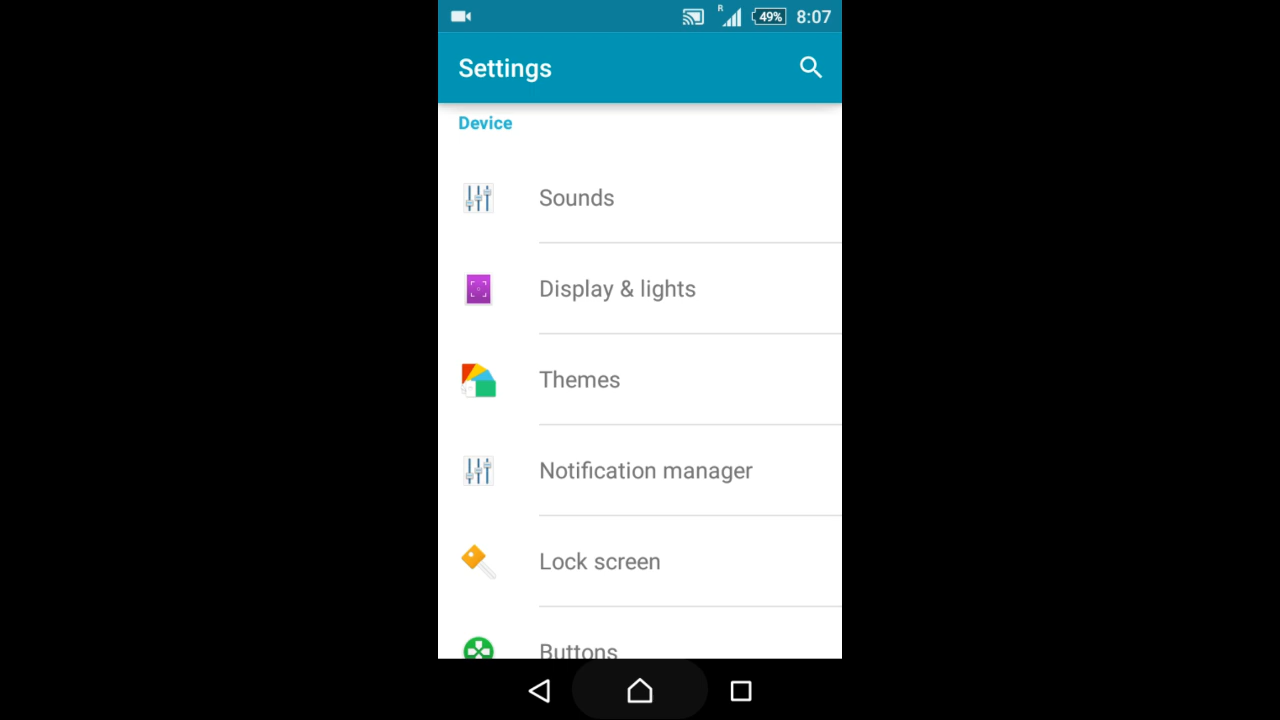 R 49% 8:07
Settings
Device
Sounds
Display & lights
Themes
Notification manager
Lock screen
Buttons